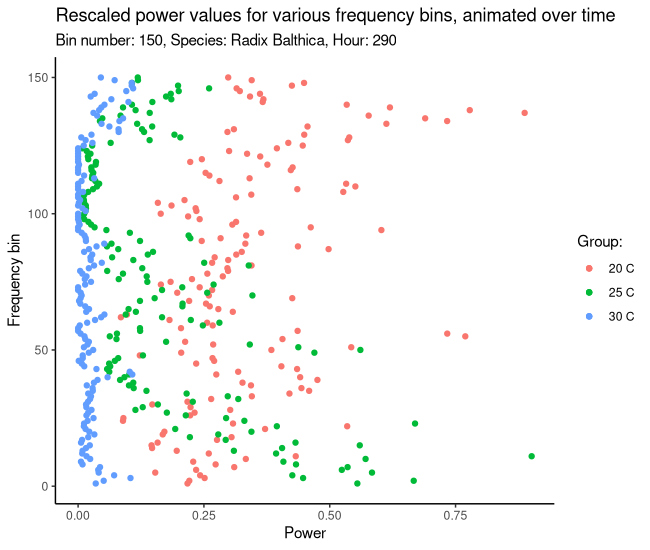 Rescaled power values for various frequency bins, animated over time
Bin number: 150, Species: Radix Balthica, Hour: 290
150
100
50
0
Frequency bin
0.00 0.25 0.50 0.75
Power
Group:
20 C
25 C
30 C